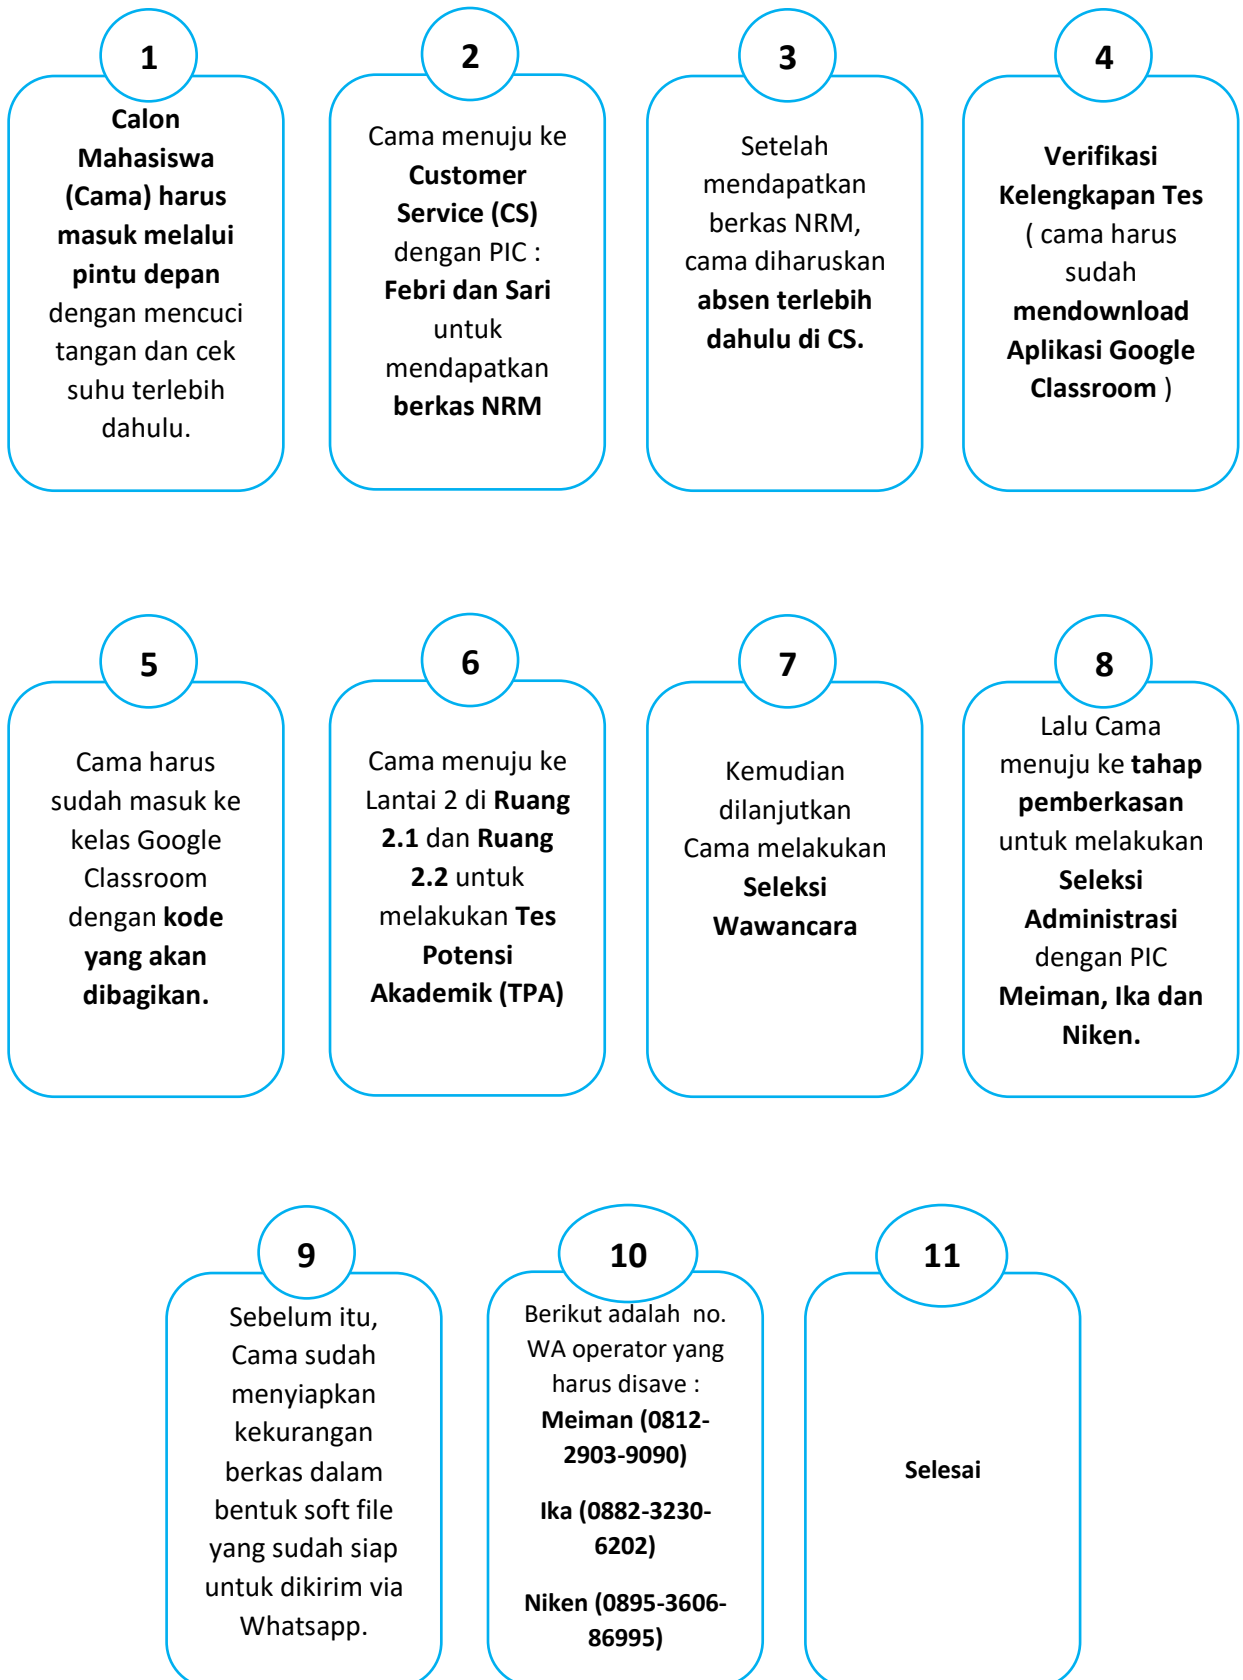 1
Calon
Mahasiswa
(Cama) harus
masuk melalui
pintu depan
dengan mencuci
tangan dan cek
suhu terlebih
dahulu.
2
Cama menuju ke
Customer
Service (CS)
dengan PIC :
Febri dan Sari
untuk
mendapatkan
berkas NRM
3
Setelah
mendapatkan
berkas NRM,
cama diharuskan
absen terlebih
dahulu di CS.
4
Verifikasi
Kelengkapan Tes
( cama harus
sudah
mendownload
Aplikasi Google
Classroom )
5
Cama harus
sudah masuk ke
kelas Google
Classroom
dengan kode
yang akan
dibagikan.
6
Cama menuju ke
Lantai 2 di Ruang
2.1 dan Ruang
2.2 untuk
melakukan Tes
Potensi
Akademik (TPA)
7
Kemudian
dilanjutkan
Cama melakukan
Seleksi
Wawancara
8
Lalu Cama
menuju ke tahap
pemberkasan
untuk melakukan
Seleksi
Administrasi
dengan PIC
Meiman, Ika dan
Niken.
9
Sebelum itu,
Cama sudah
menyiapkan
kekurangan
berkas dalam
bentuk soft file
yang sudah siap
untuk dikirim via
Whatsapp.
10
Berikut adalah  no.
WA operator yang
harus disave :
Meiman (0812-
2903-9090)
Ika (0882-3230-
6202)
Niken (0895-3606-
86995)
11
Selesai